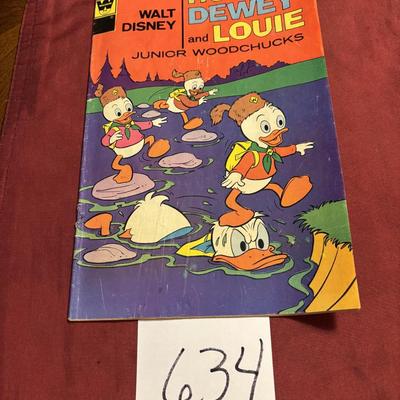 WALT
DISNEY
DEWEY
and LOUIE
JUNIOR WOODCHUCKS
634